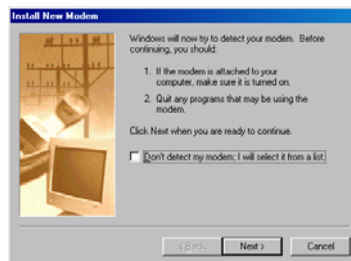 Install New Modem
Windows will now try to detect your modem. Before
continuing, you should:
1. If the modem is attached to your
computer, make sure it is turned on.
2. Quit any programs that may be using the
modem.
Click Next when you are ready to continue.
Don't detect my modem; I will select it from a list.
< Back
Next >
Cancel